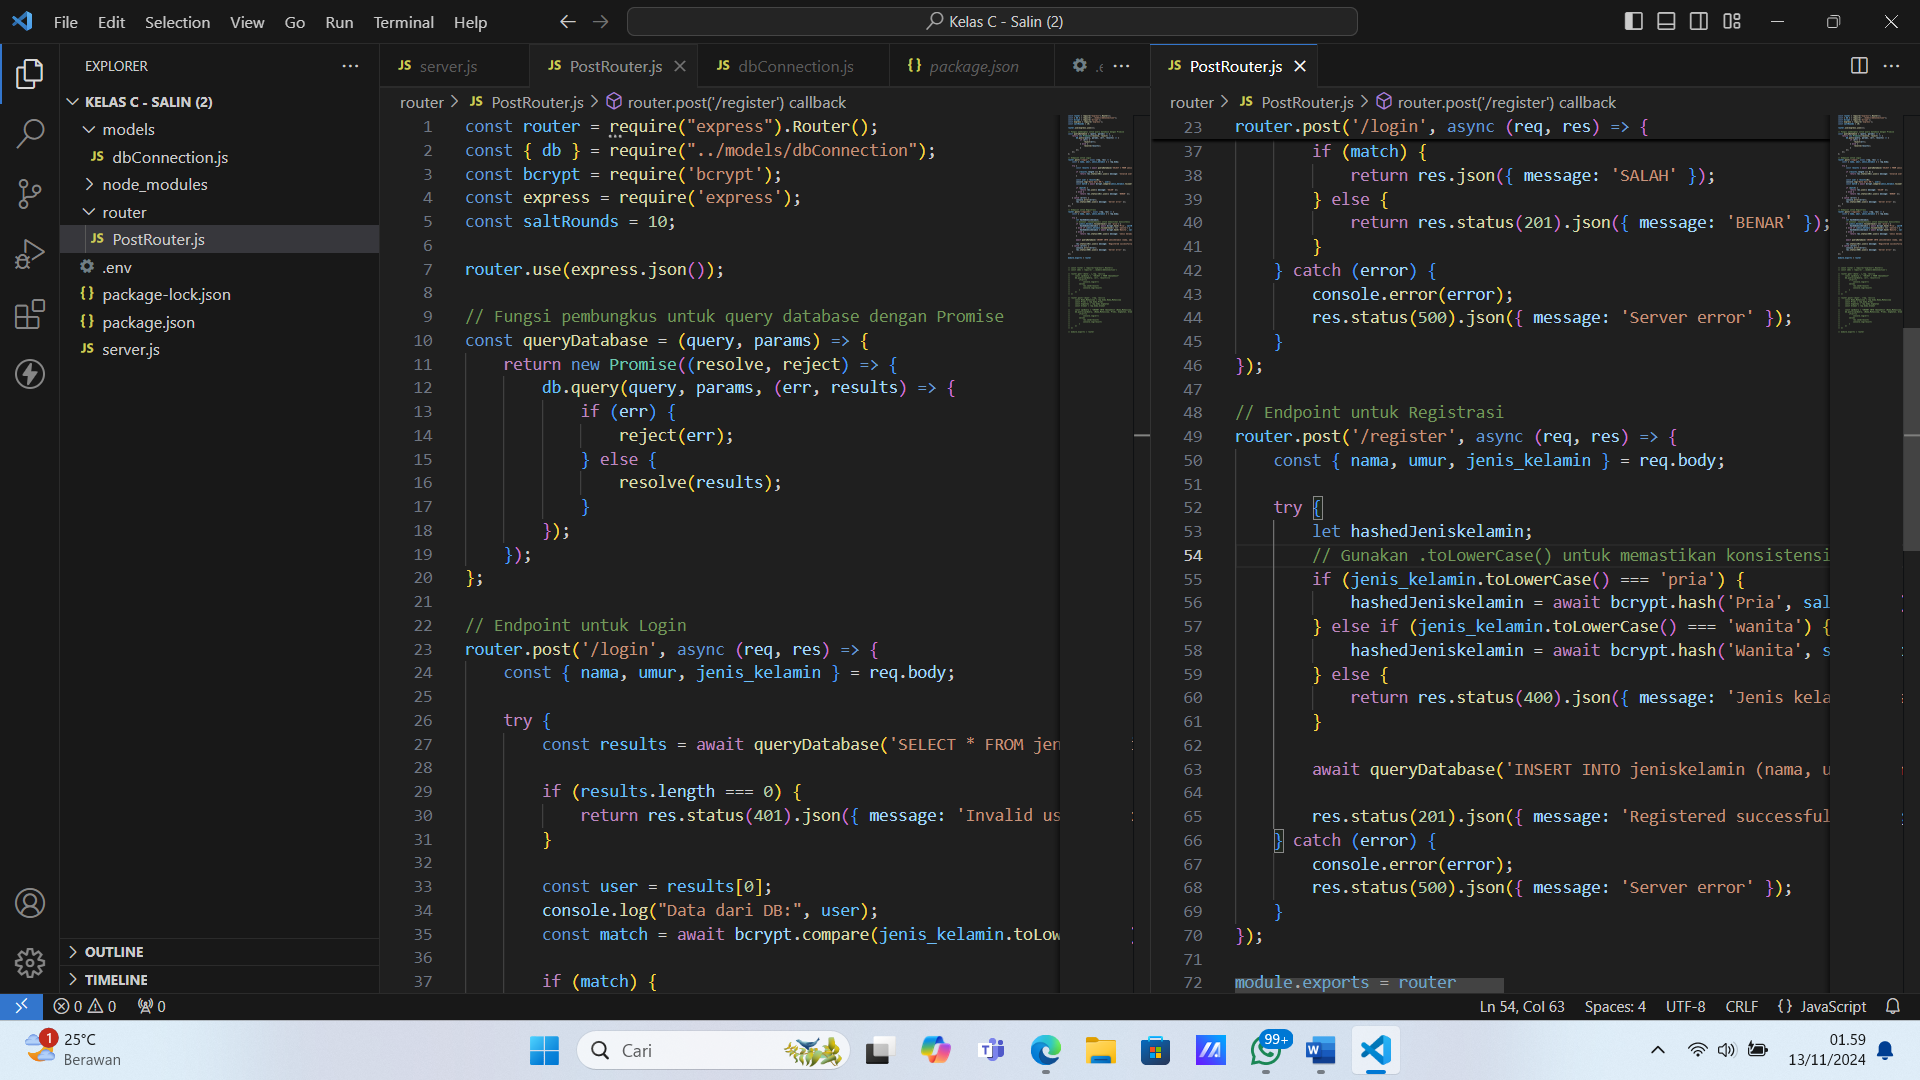 File Edit Selection View Go Run Terminal Help
Kelas C - Salin (2)
EXPLORER
KELAS C - SALIN (2)
models
JS dbConnection.js
node_modules
router
JS PostRouter.js
.env
{} package-lock.json
{} package.json
JS server.js
OUTLINE
TIMELINE
JS server.js JS PostRouter.js JS dbConnection.js {} package.json
router > JS PostRouter.js > router.post('/register') callback
1 const router = require("express").Router();
2 const { db } = require("../models/dbConnection");
3 const bcrypt = require('bcrypt');
4 const express = require('express');
5 const saltRounds = 10;
6
7 router.use(express.json());
8
9 // Fungsi pembungkus untuk query database dengan Promise
10 const queryDatabase = (query, params) => {
11 return new Promise((resolve, reject) => {
12 db.query(query, params, (err, results) => {
13 if (err) {
14 reject(err);
15 } else {
16 resolve(results);
17 }
18 });
19 });
20 };
21
22 // Endpoint untuk Login
23 router.post('/login', async (req, res) => {
24 const { nama, umur, jenis_kelamin } = req.body;
25
26 try {
27 const results = await queryDatabase('SELECT * FROM jen
28
29 if (results.length === 0) {
30 return res.status(401).json({ message: 'Invalid us
31 }
32
33 const user = results[0];
34 console.log("Data dari DB:", user);
35 const match = await bcrypt.compare(jenis_kelamin.toLow
36
37 if (match) {
JS PostRouter.js
router > JS PostRouter.js > router.post('/register') callback
23 router.post('/login', async (req, res) => {
37 if (match) {
38 return res.json({ message: 'SALAH' });
39 } else {
40 return res.status(201).json({ message: 'BENAR' });
41 }
42 } catch (error) {
43 console.error(error);
44 res.status(500).json({ message: 'Server error' });
45 }
46 });
47
48 // Endpoint untuk Registrasi
49 router.post('/register', async (req, res) => {
50 const { nama, umur, jenis_kelamin } = req.body;
51
52 try {
53 let hashedJeniskelamin;
54 // Gunakan .toLowerCase() untuk memastikan konsistensi
55 if (jenis_kelamin.toLowerCase() === 'pria') {
56 hashedJeniskelamin = await bcrypt.hash('Pria', sal
57 } else if (jenis_kelamin.toLowerCase() === 'wanita') {
58 hashedJeniskelamin = await bcrypt.hash('Wanita', s
59 } else {
60 return res.status(400).json({ message: 'Jenis kela
61 }
62
63 await queryDatabase('INSERT INTO jeniskelamin (nama, u
64
65 res.status(201).json({ message: 'Registered successful
66 } catch (error) {
67 console.error(error);
68 res.status(500).json({ message: 'Server error' });
69 }
70 });
71
72 module.exports = router
0 0 0
Ln 54, Col 63 Spaces: 4 UTF-8 CRLF {} JavaScript
1 25°C
Berawan
Cari
99+
01.59
13/11/2024